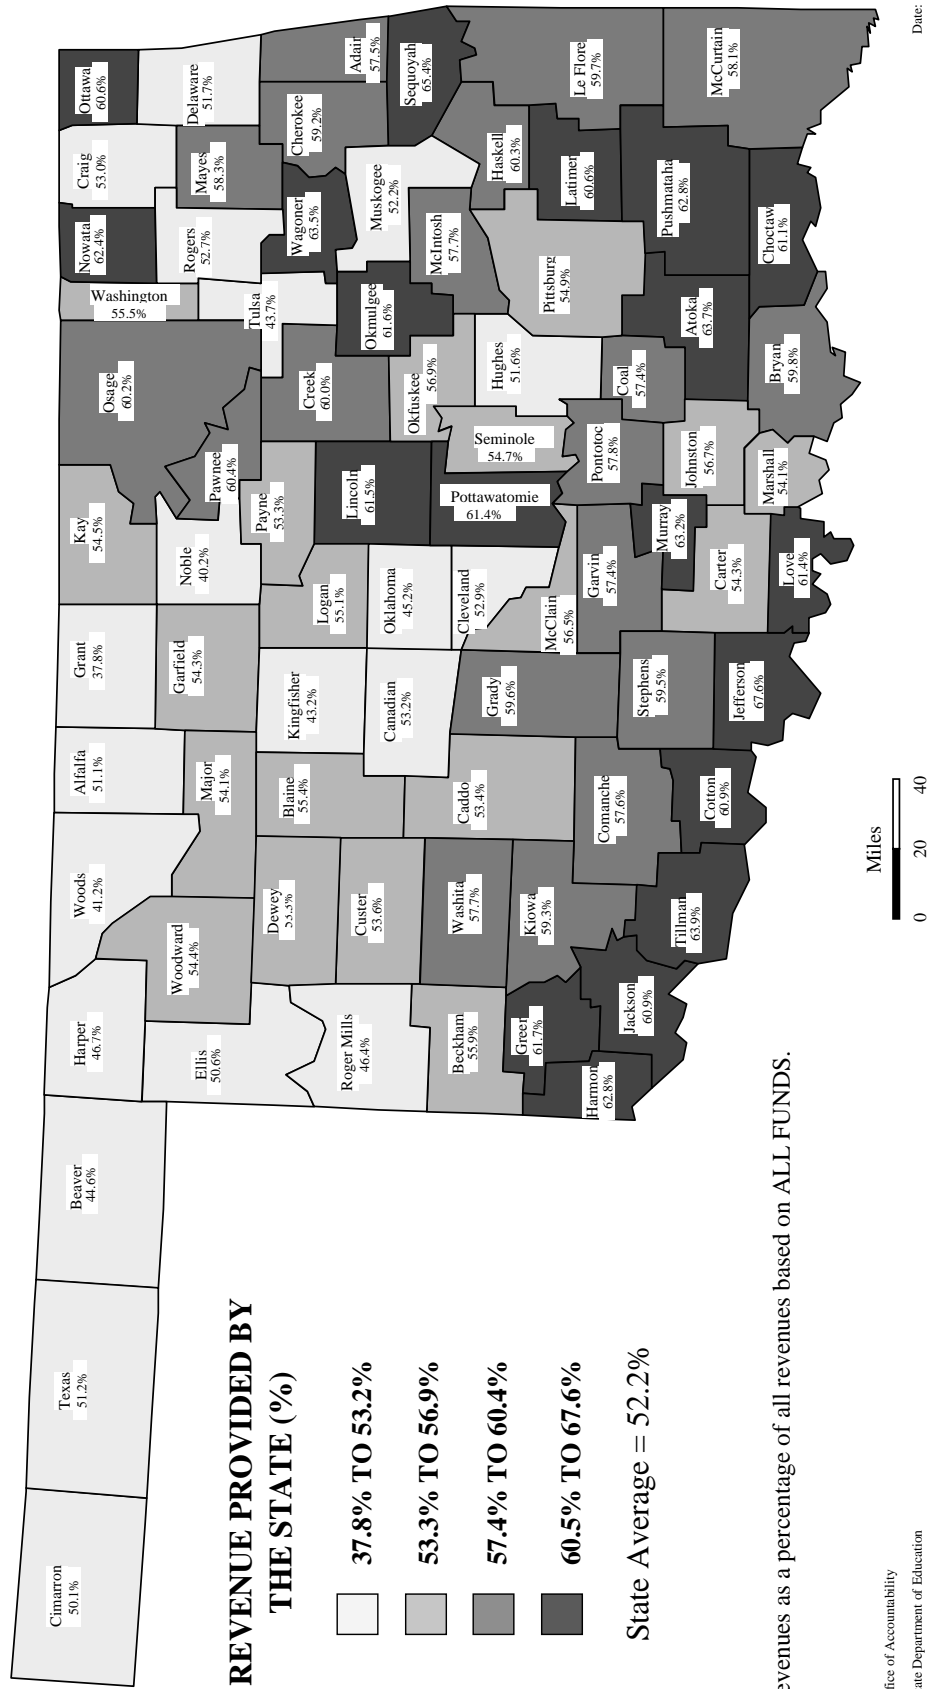 Cimarron
50.1%
Texas
51.2%
Beaver
44.6%
Harper
46.7%
Woods
41.2%
Alfalfa
51.1%
Grant
37.8%
Kay
54.5%
Osage
60.2%
Washington
55.5%
Nowata
62.4%
Craig
53.0%
Ottawa
60.6%
Ellis
50.6%
Woodward
54.4%
Major
54.1%
Garfield
54.3%
Noble
40.2%
Pawnee
60.4%
Rogers
52.7%
Mayes
58.3%
Delaware
51.7%
Roger Mills
46.4%
Dewey
Blaine
55.4%
Kingfisher
43.2%
Logan
55.1%
Payne
53.3%
Creek
60.0%
Tulsa
43.7%
Wagoner
63.5%
Cherokee
59.2%
Adair
57.5%
Custer
53.6%
Canadian
53.2%
Oklahoma
45.2%
Lincoln
61.5%
Okfuskee
56.9%
Okmulgee
61.6%
Muskogee
52.2%
Sequoyah
65.4%
Beckham
55.9%
Washita
57.7%
Caddo
53.4%
Grady
59.6%
Cleveland
52.9%
McClain
56.5%
Pottawatomie
61.4%
Seminole
54.7%
Hughes
51.6%
McIntosh
57.7%
Haskell
60.3%
Harmon
62.8%
Greer
61.7%
Kiowa
59.3%
Comanche
57.6%
Stephens
59.5%
Garvin
57.4%
Pontotoc
57.8%
Coal
57.4%
Pittsburg
54.9%
Latimer
60.6%
Le Flore
59.7%
Jackson
60.9%
Tillman
63.9%
Cotton
60.9%
Jefferson
67.6%
Carter
54.3%
Murray
63.2%
Johnston
56.7%
Atoka
63.7%
Pushmataha
62.8%
McCurtain
58.1%
Love
61.4%
Marshall
54.1%
Bryan
59.8%
Choctaw
61.1%
REVENUE PROVIDED BY
THE STATE (%)
37.8% TO 53.2%
53.3% TO 56.9%
57.4% TO 60.4%
60.5% TO 67.6%
State Average = 52.2%
evenues as a percentage of all revenues based on ALL FUNDS.
Miles
0 20 40
fice of Accountability
ate Department of Education
Date: